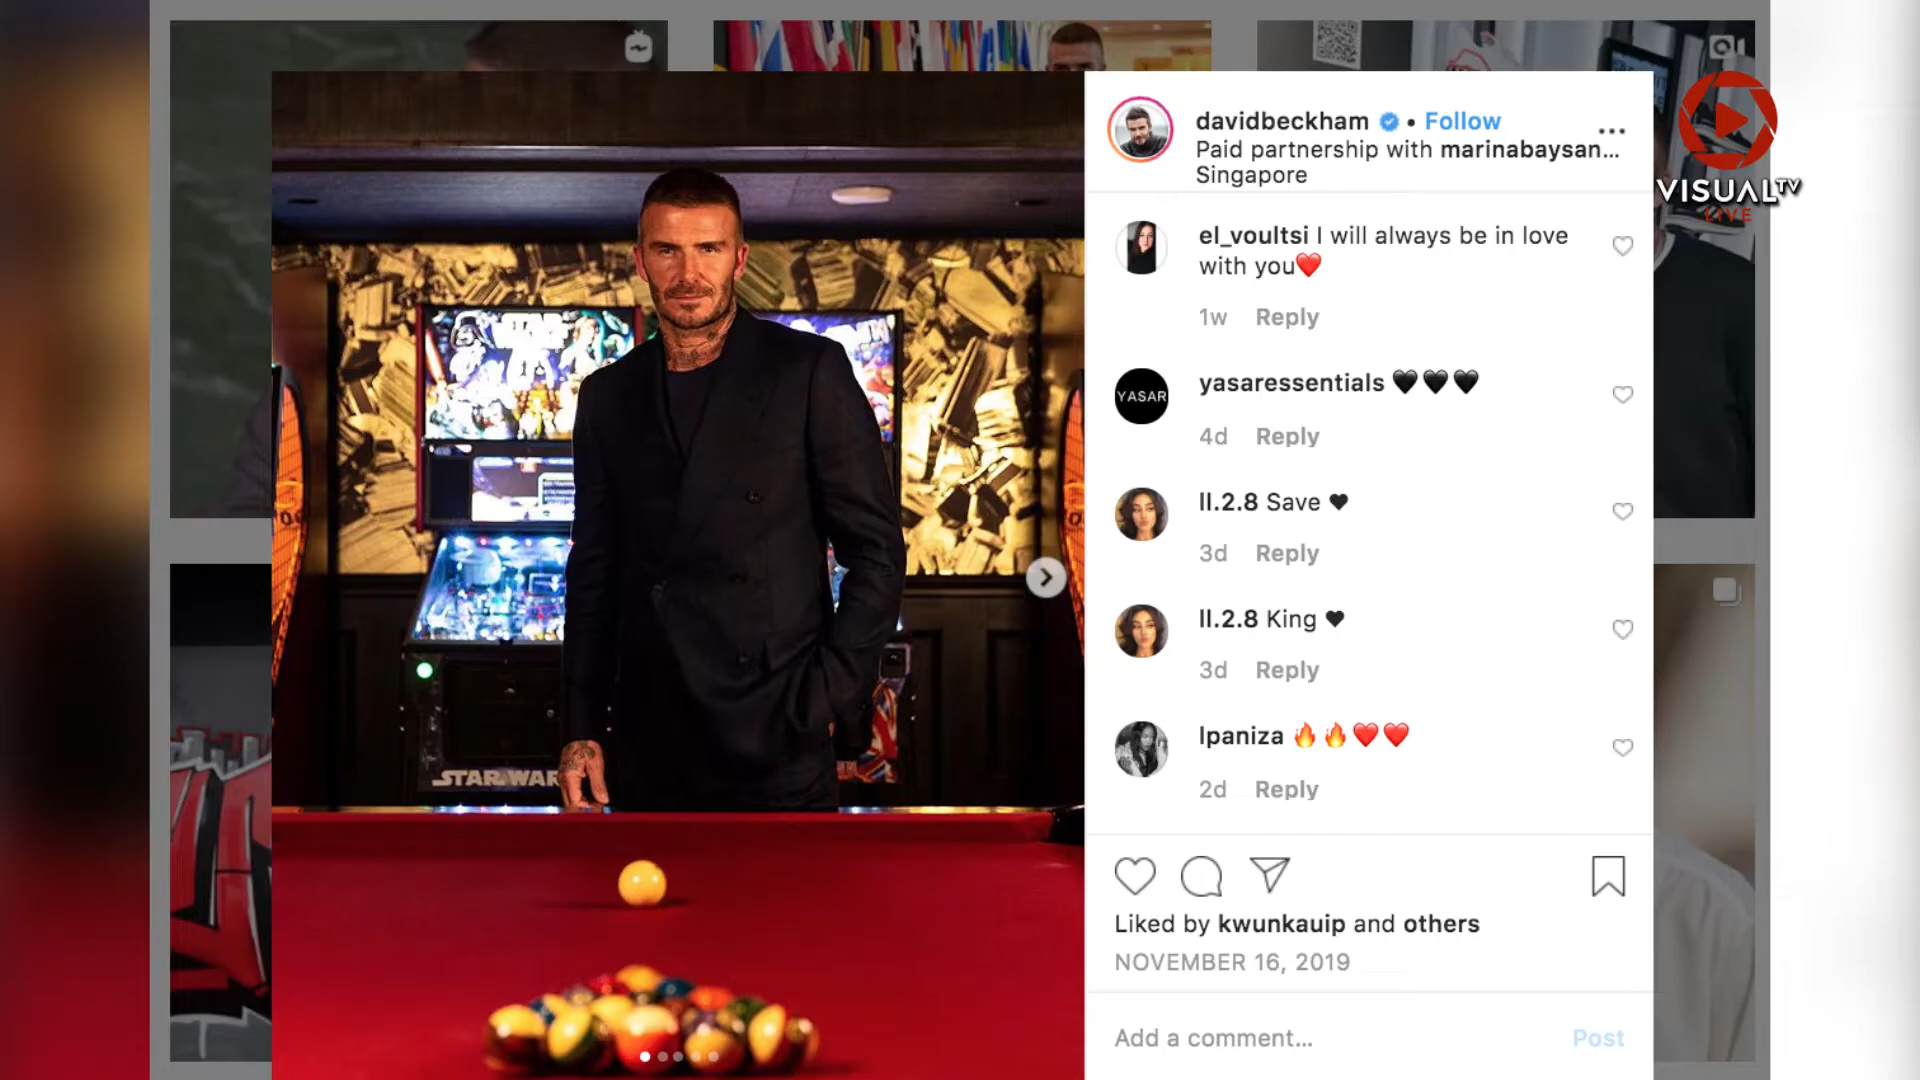 davidbeckham • Follow
Paid partnership with marinabaysan...
Singapore
VISUAL TV
LIVE
el_voultsi I will always be in love
with you❤️
1w Reply
YASAR
yasaressentials 🖤🖤🖤
4d Reply
ll.2.8 Save ♥
3d Reply
ll.2.8 King ♥
3d Reply
lpaniza 🔥🔥❤️❤️
2d Reply
Liked by kwunkauip and others
NOVEMBER 16, 2019
Add a comment... Post
STAR WARS
STAR WAR